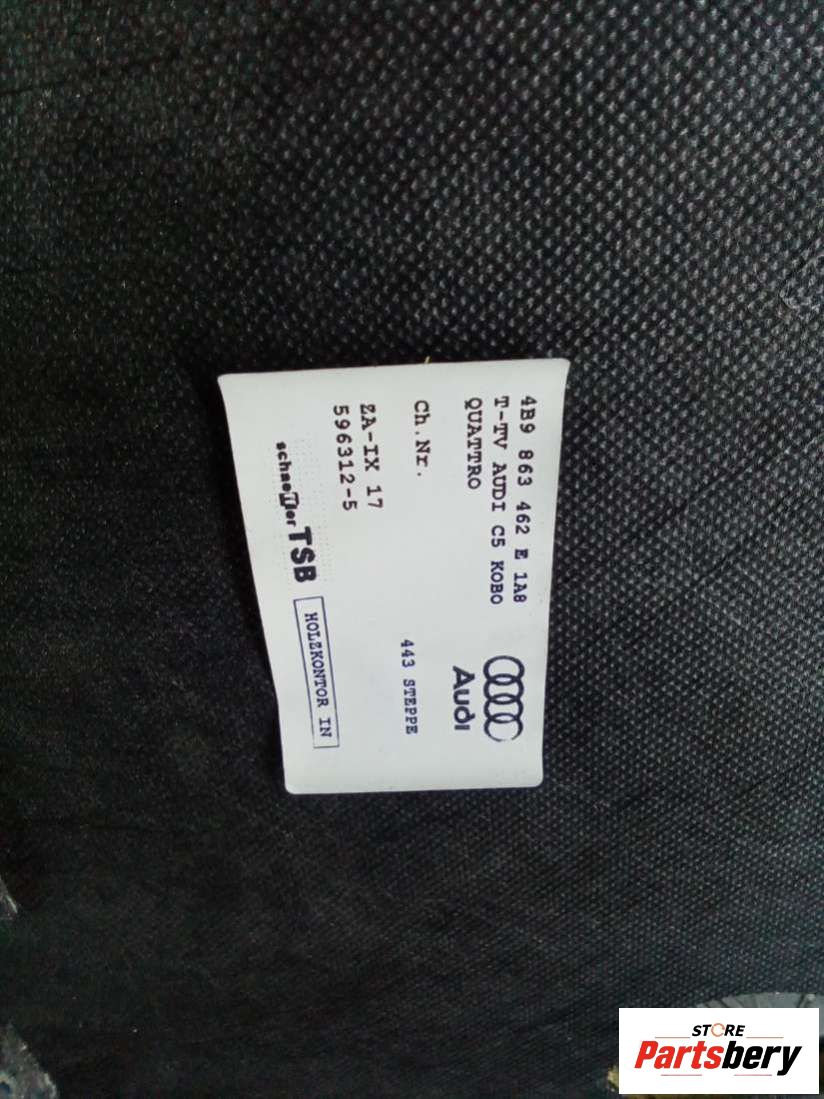 4B9 863 462 E 1A8
T-TV AUDI C5 KOBO
QUATTRO
Audi
Ch.Nr.
443 STEPPE
ZA-IX 17
596312-5
schaeffler TSB
HOLZKONTOR IN
STORE
Partsbery